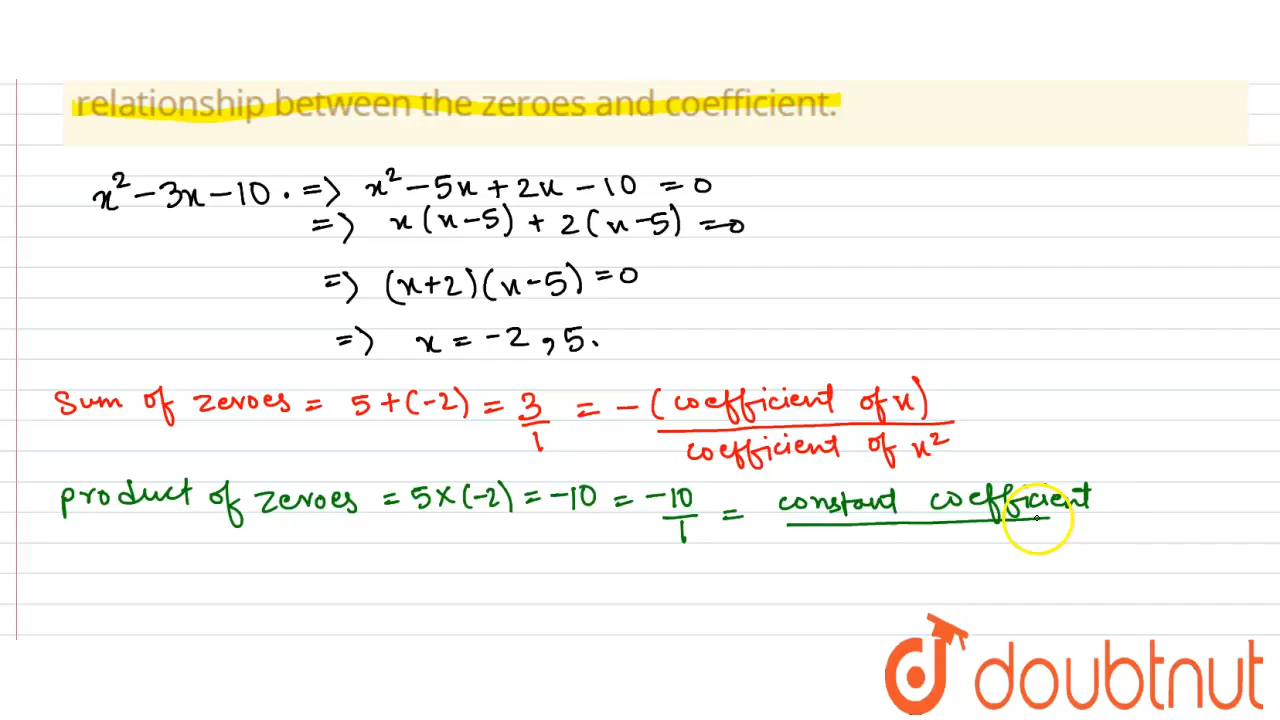 relationship between the zeroes and coefficient.
x² - 3x - 10 . => x² - 5x + 2x - 10 = 0
=> x(x-5) + 2(x-5) = 0
=> (x+2)(x-5) = 0
=> x = -2, 5.
Sum of zeroes = 5+(-2) = 3/1 = -(coefficient of x)/coefficient of x²
product of zeroes = 5×(-2) = -10 = -10/1 = constant coefficient
doubtnut